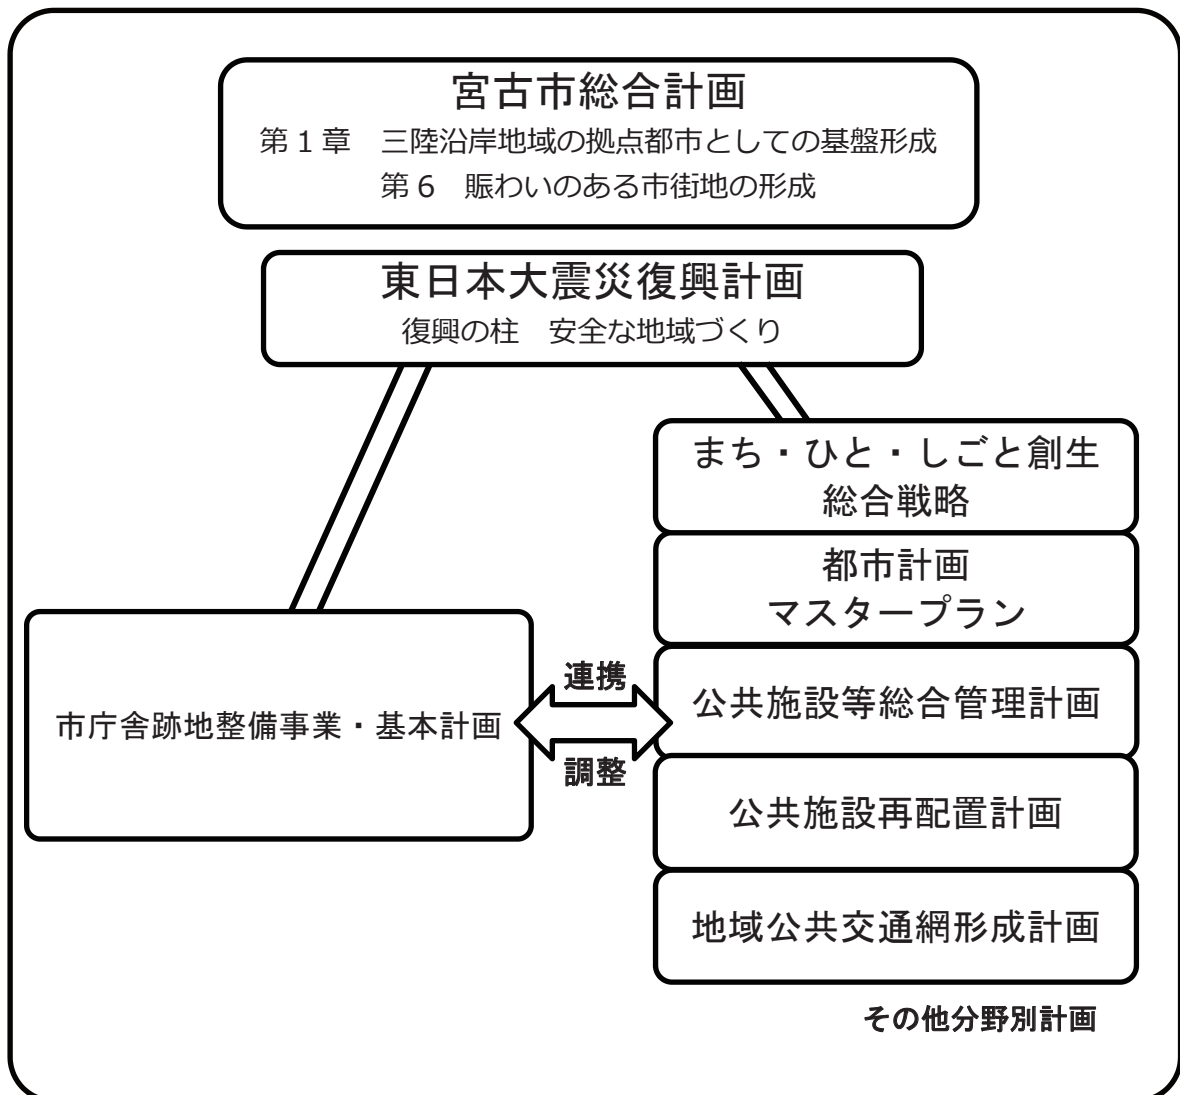 宮古市総合計画
第1章　三陸沿岸地域の拠点都市としての基盤形成
第6　賑わいのある市街地の形成
東日本大震災復興計画
復興の柱　安全な地域づくり
まち・ひと・しごと創生
総合戦略
都市計画
マスタープラン
連携
市庁舎跡地整備事業・基本計画
公共施設等総合管理計画
調整
公共施設再配置計画
地域公共交通網形成計画
その他分野別計画